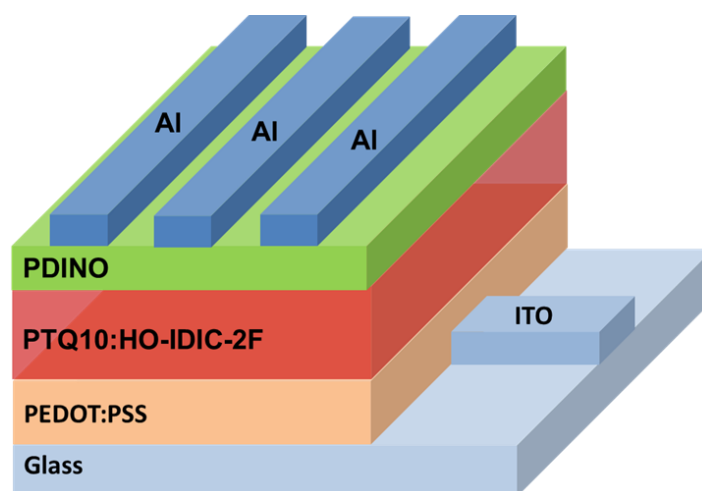 Al
Al
Al
PDINO
PTQ10:HO-IDIC-2F
ITO
PEDOT:PSS
Glass